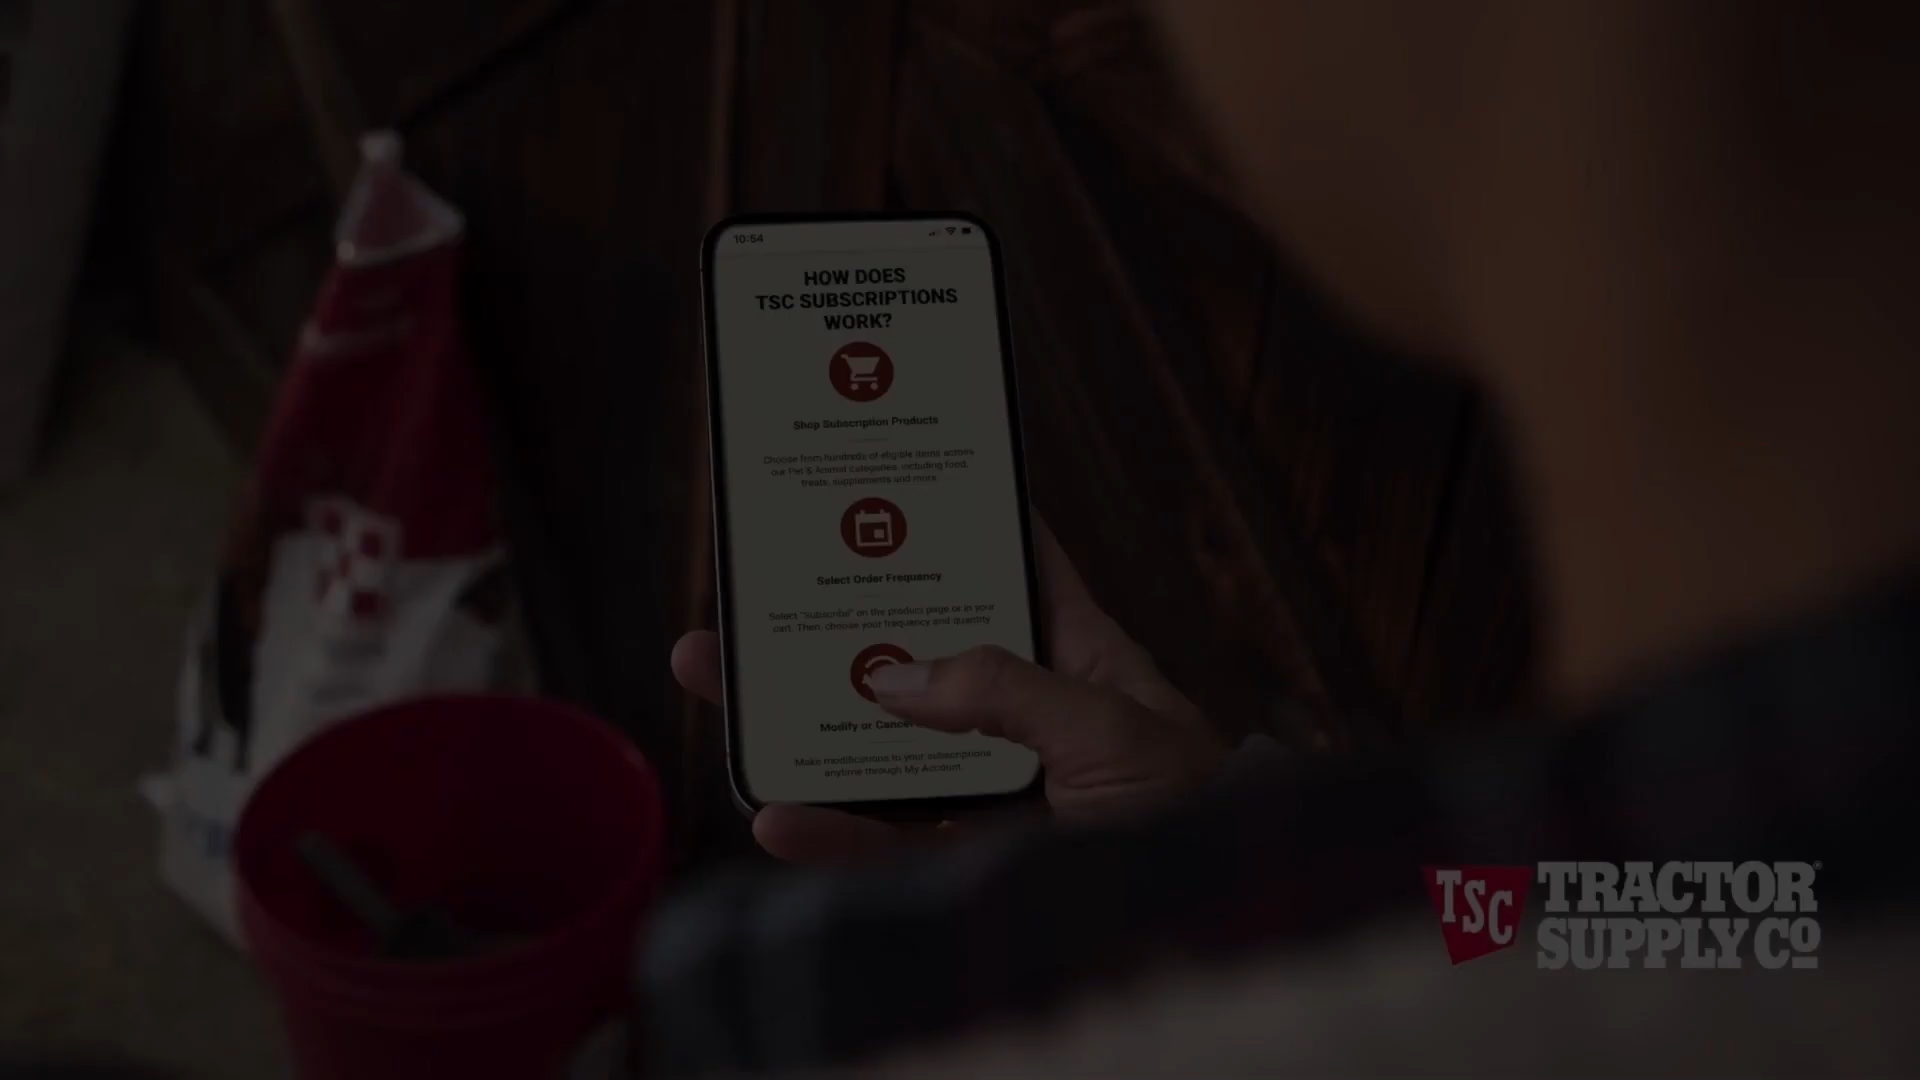 10:54
HOW DOES
TSC SUBSCRIPTIONS
WORK?
Shop Subscription Products
Choose from hundreds of eligible items across
our Pet & Animal categories, including food,
treats, supplements and more.
Select Order Frequency
Select "Subscribe" on the product page or in your
cart. Then, choose your frequency and quantity
Modify or Cancel
Make modifications to your subscriptions
anytime through My Account.
TSC TRACTOR
SUPPLY CO